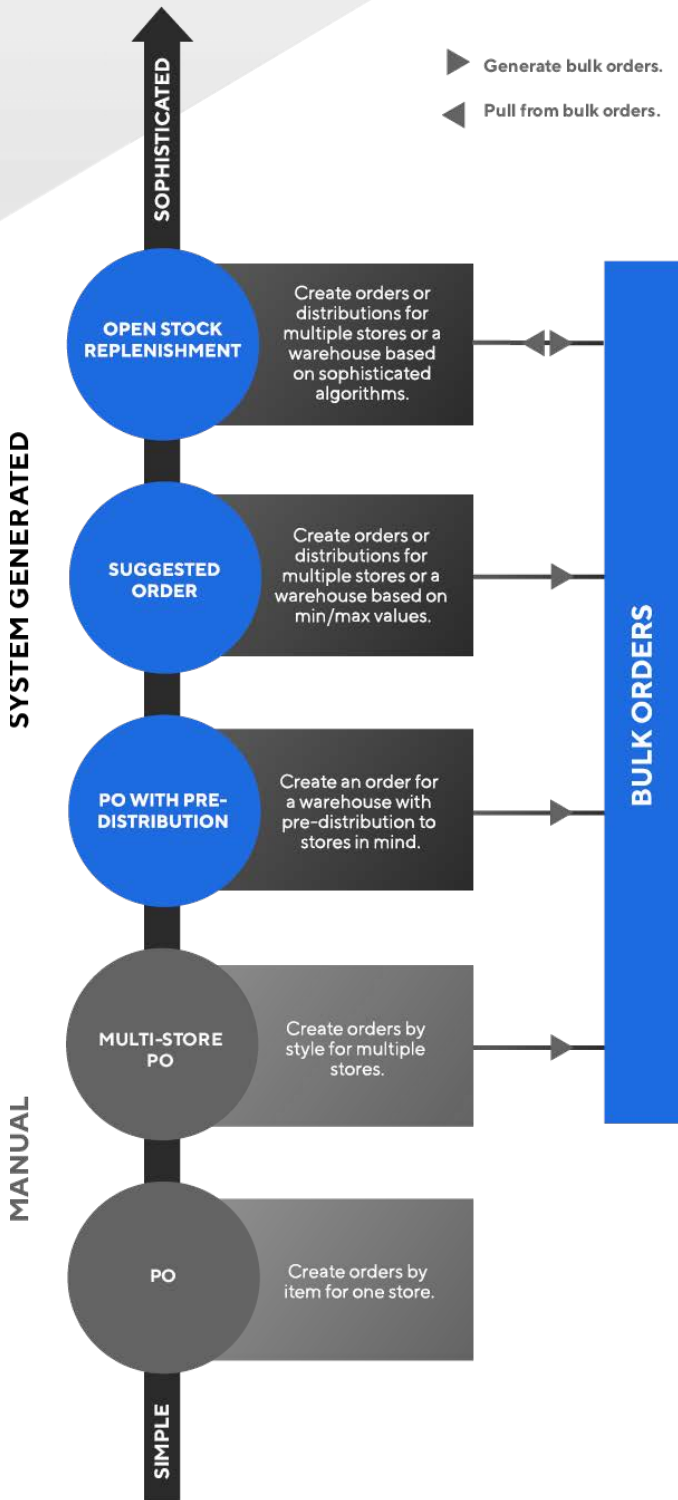 SOPHISTICATED
Generate bulk orders.
Pull from bulk orders.
SYSTEM GENERATED
OPEN STOCK
REPLENISHMENT
Create orders or
distributions for
multiple stores or a
warehouse based
on sophisticated
algorithms.
SUGGESTED
ORDER
Create orders or
distributions for
multiple stores or a
warehouse based on
min/max values.
PO WITH PRE-
DISTRIBUTION
Create an order for
a warehouse with
pre-distribution to
stores in mind.
BULK ORDERS
MANUAL
MULTI-STORE
PO
Create orders by
style for multiple
stores.
PO
Create orders by
item for one store.
SIMPLE